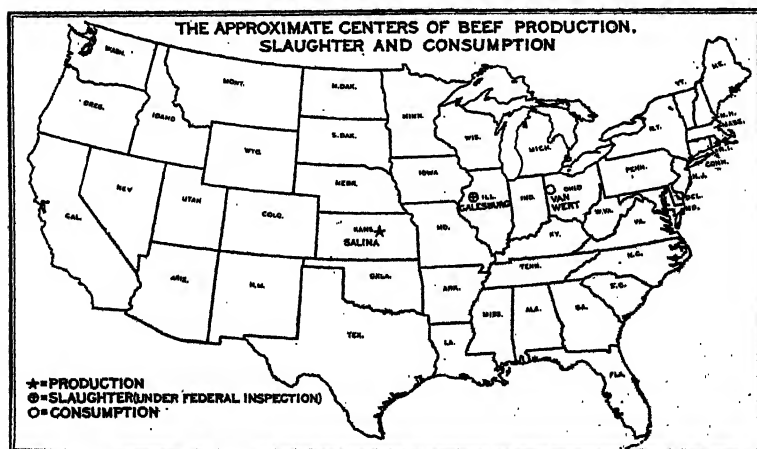 THE APPROXIMATE CENTERS OF BEEF PRODUCTION,
SLAUGHTER AND CONSUMPTION
WASH.
MONT.
N.DAK.
MINN.
ME.
VT.
OREG.
IDAHO
S.DAK.
WIS.
MICH.
N.Y.
N.H.
MASS.
R.I.
CONN.
WYO.
IOWA
PENN.
N.J.
NEV
UTAH
NEBR.
ILL.
GALESBURG
IND.
OHIO
VAN
WERT
DEL.
MD.
CAL.
COLO.
KANS.
SALINA
MO.
W.VA.
VA.
KY.
ARIZ.
N.M.
OKLA.
ARK.
TENN.
N.C.
S.C.
TEX.
LA.
MISS.
ALA.
GA.
FLA.
★=PRODUCTION
⊕=SLAUGHTER(UNDER FEDERAL INSPECTION)
O=CONSUMPTION